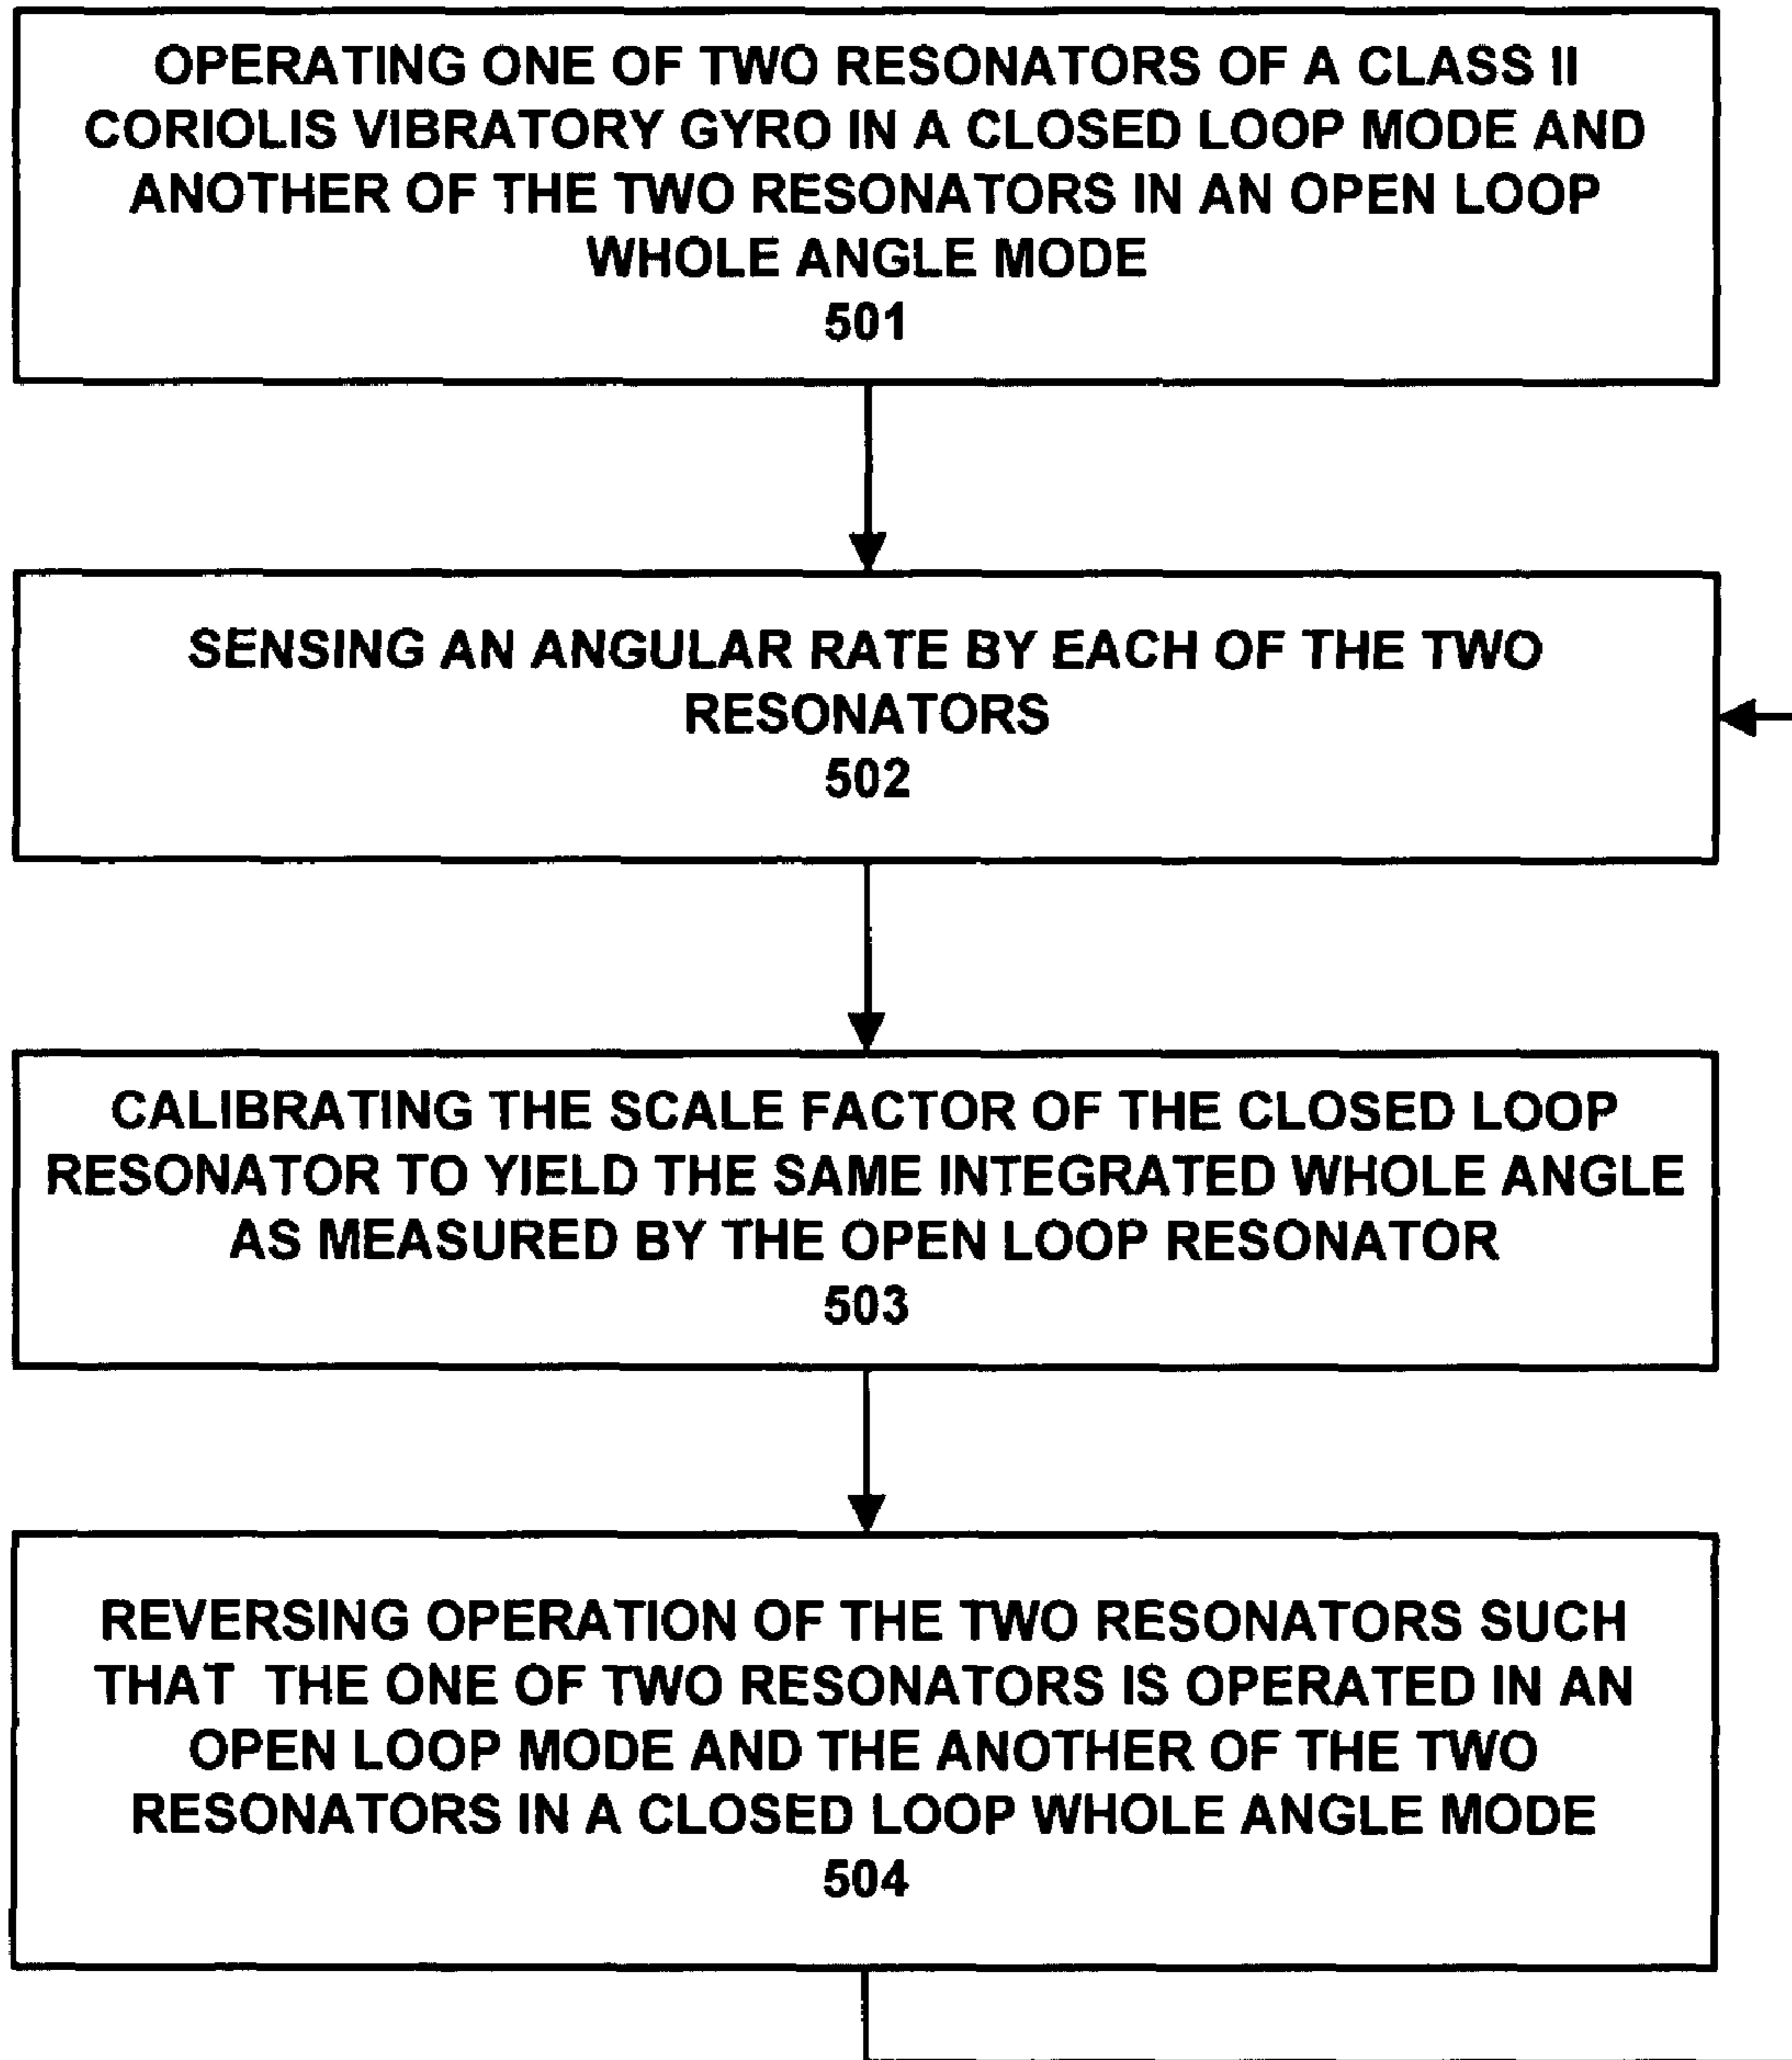 OPERATING ONE OF TWO RESONATORS OF A CLASS II
CORIOLIS VIBRATORY GYRO IN A CLOSED LOOP MODE AND
ANOTHER OF THE TWO RESONATORS IN AN OPEN LOOP
WHOLE ANGLE MODE
501
SENSING AN ANGULAR RATE BY EACH OF THE TWO
RESONATORS
502
CALIBRATING THE SCALE FACTOR OF THE CLOSED LOOP
RESONATOR TO YIELD THE SAME INTEGRATED WHOLE ANGLE
AS MEASURED BY THE OPEN LOOP RESONATOR
503
REVERSING OPERATION OF THE TWO RESONATORS SUCH
THAT THE ONE OF TWO RESONATORS IS OPERATED IN AN
OPEN LOOP MODE AND THE ANOTHER OF THE TWO
RESONATORS IN A CLOSED LOOP WHOLE ANGLE MODE
504